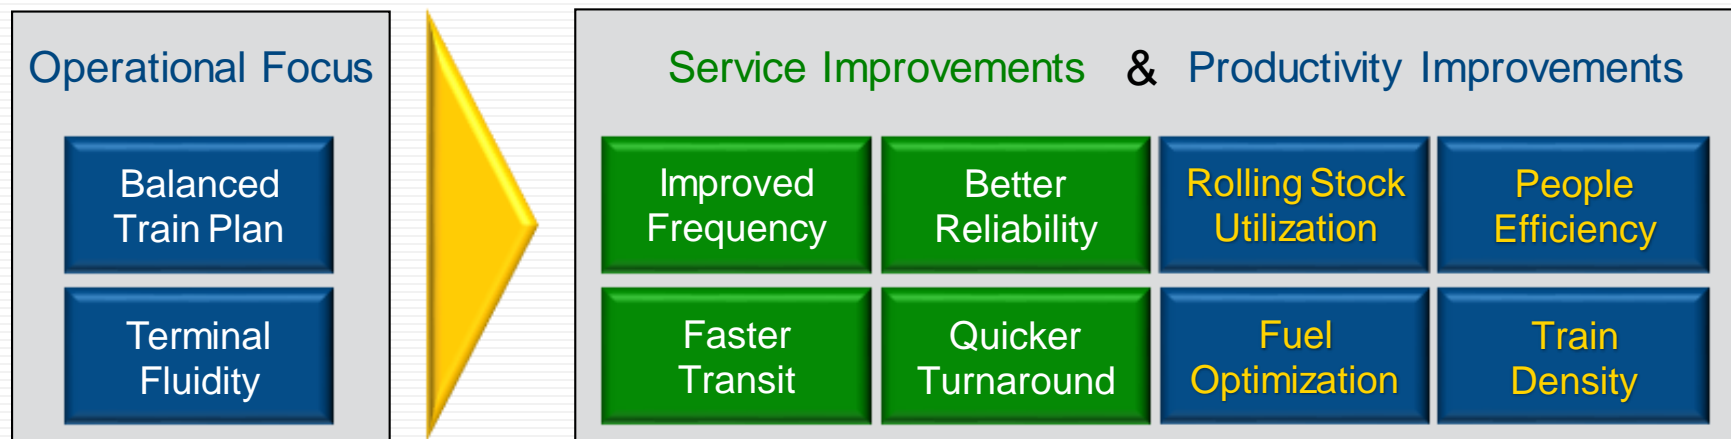 Operational Focus
Balanced
Train Plan
Terminal
Fluidity
Service Improvements & Productivity Improvements
Improved
Frequency
Better
Reliability
Rolling Stock
Utilization
People
Efficiency
Faster
Transit
Quicker
Turnaround
Fuel
Optimization
Train
Density